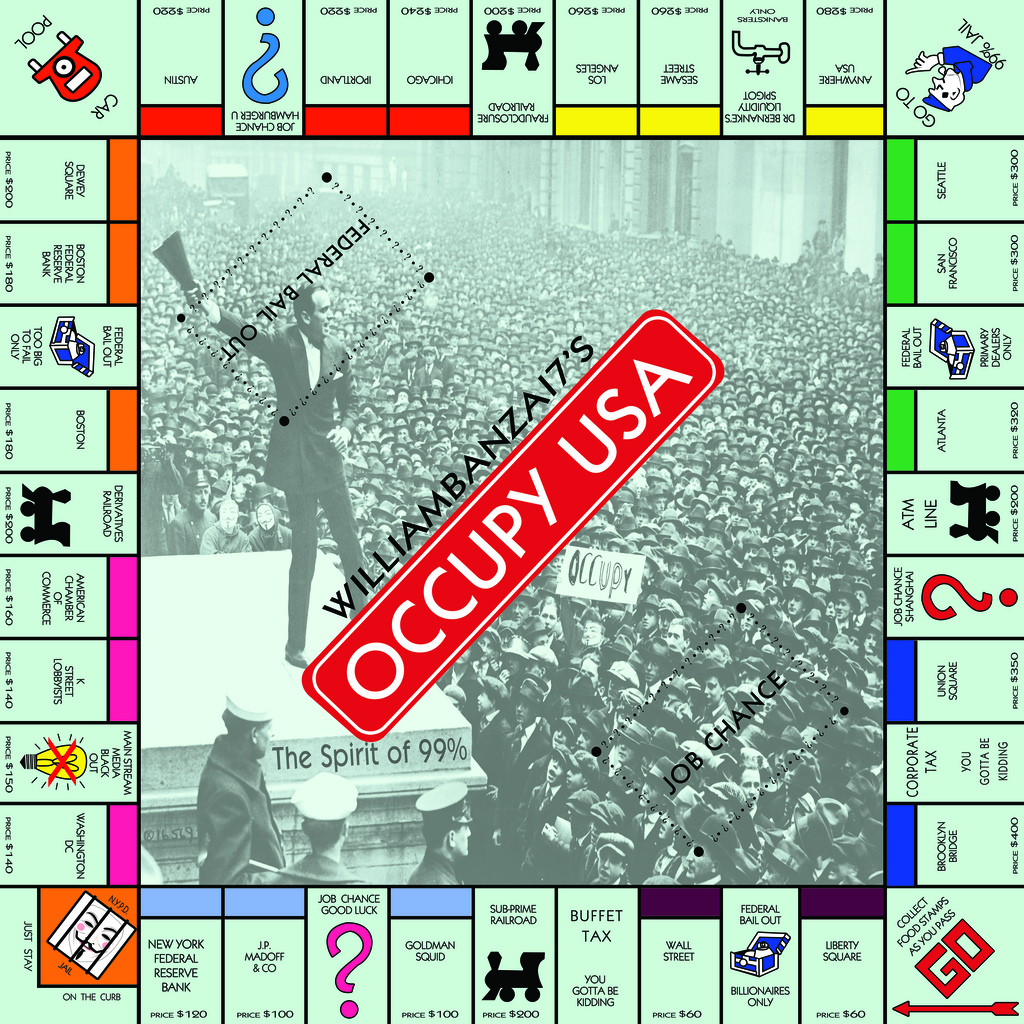 CAR
POOL
PRICE $220
AUSTIN
JOB CHANCE
HAMBURGER U
PRICE $220
IPORTLAND
PRICE $240
ICHICAGO
PRICE $200
FRAUDCLOSURE
RAILROAD
PRICE $260
LOS
ANGELES
PRICE $260
SESAME
STREET
BANKSTERS
ONLY
DR BERNANKE'S
LIQUIDITY
SPIGOT
PRICE $280
ANYWHERE
USA
GO TO
99% JAIL
DEWEY
SQUARE
PRICE $200
BOSTON
FEDERAL
RESERVE
BANK
PRICE $180
FEDERAL
BAIL OUT
TOO BIG
TO FAIL
ONLY
BOSTON
PRICE $180
DERIVATIVES
RAILROAD
PRICE $200
AMERICAN
CHAMBER
OF
COMMERCE
PRICE $160
K
STREET
LOBBYISTS
PRICE $140
MAIN STREAM
MEDIA
BLACK
OUT
PRICE $150
WASHINGTON
DC
PRICE $140
FEDERAL BAIL OUT
WILLIAMBANZAI7'S
OCCUPY USA
OCCUPY
JOB CHANCE
The Spirit of 99%
SEATTLE
PRICE $300
SAN
FRANCISCO
PRICE $300
FEDERAL
BAIL OUT
PRIMARY
DEALERS
ONLY
ATLANTA
PRICE $320
ATM
LINE
PRICE $200
JOB CHANCE
SHANGHAI
UNION
SQUARE
PRICE $350
CORPORATE
TAX
YOU
GOTTA BE
KIDDING
BROOKLYN
BRIDGE
PRICE $400
N.Y.P.D.
JAIL
JUST STAY
ON THE CURB
NEW YORK
FEDERAL
RESERVE
BANK
PRICE $120
J.P.
MADOFF
& CO
PRICE $100
JOB CHANCE
GOOD LUCK
GOLDMAN
SQUID
PRICE $100
SUB-PRIME
RAILROAD
PRICE $200
BUFFET
TAX
YOU
GOTTA BE
KIDDING
WALL
STREET
PRICE $60
FEDERAL
BAIL OUT
BILLIONAIRES
ONLY
LIBERTY
SQUARE
PRICE $60
COLLECT
FOOD STAMPS
AS YOU PASS
GO